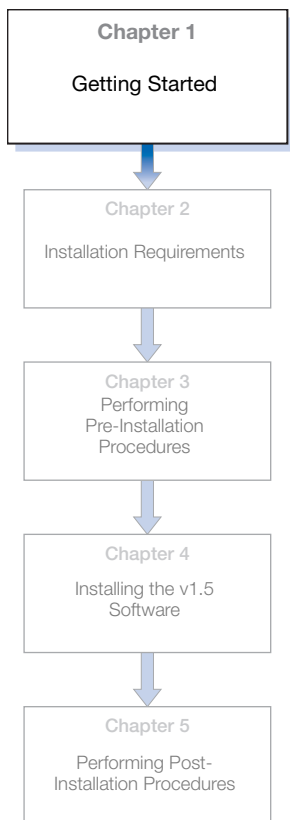 Chapter 1
Getting Started
Chapter 2
Installation Requirements
Chapter 3
Performing
Pre-Installation
Procedures
Chapter 4
Installing the v1.5
Software
Chapter 5
Performing Post-
Installation Procedures